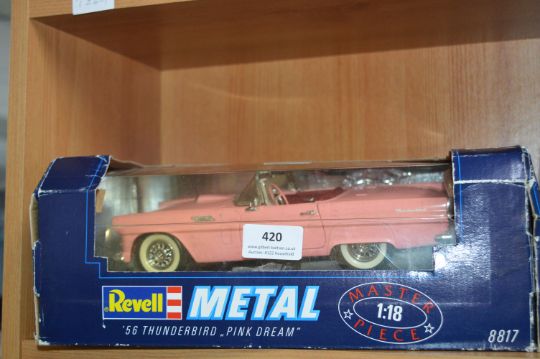 420
Revell METAL
'56 THUNDERBIRD „PINK DREAM"
MASTER
1:18
PIECE
8817